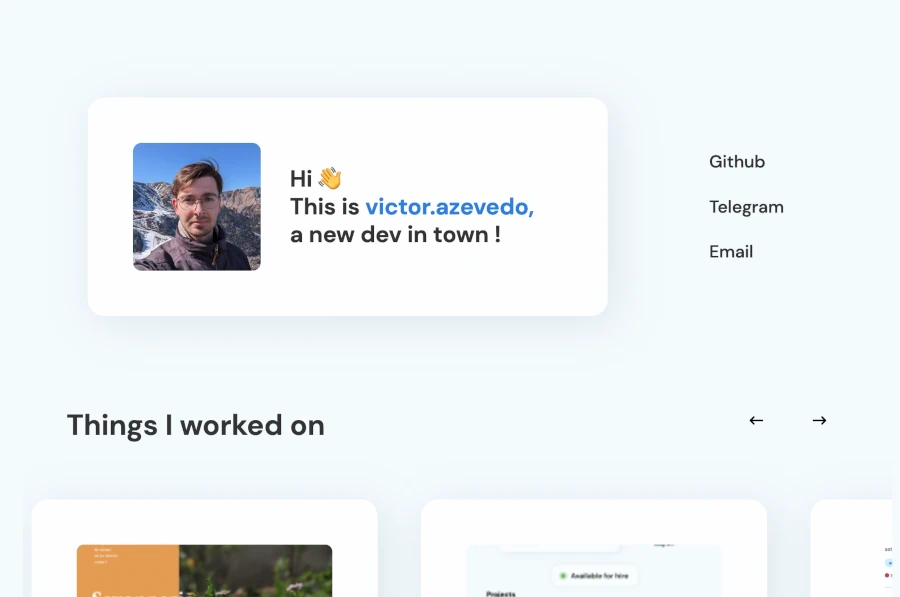 Hi 👋
This is victor.azevedo,
a new dev in town !
Github
Telegram
Email
Things I worked on
← →
Available for hire
Projects